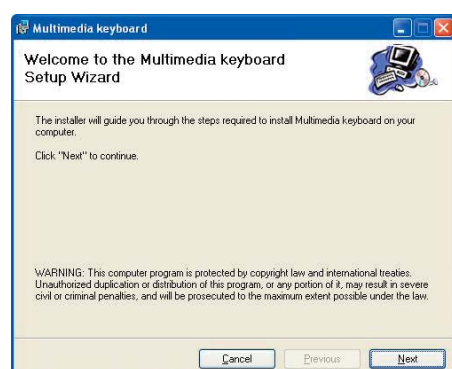 Multimedia keyboard
Welcome to the Multimedia keyboard
Setup Wizard
The installer will guide you through the steps required to install Multimedia keyboard on your
computer.
Click "Next" to continue.
WARNING: This computer program is protected by copyright law and international treaties.
Unauthorized duplication or distribution of this program, or any portion of it, may result in severe
civil or criminal penalties, and will be prosecuted to the maximum extent possible under the law.
Cancel Previous Next